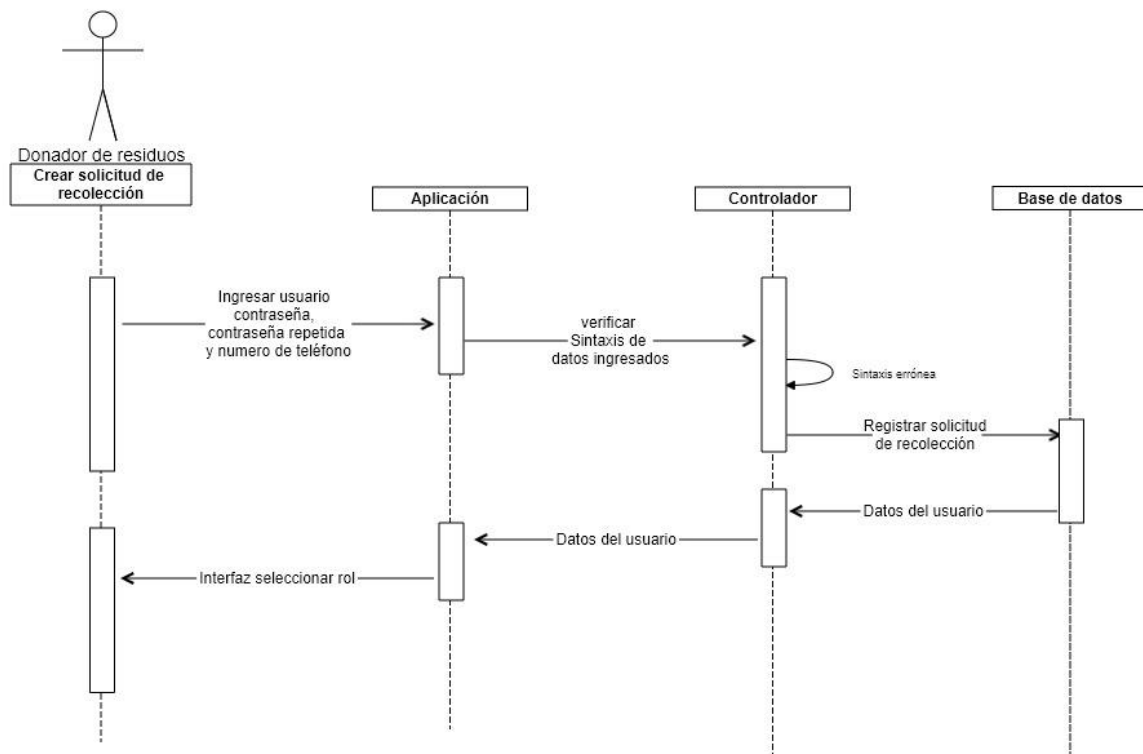 Donador de residuos
Crear solicitud de
recolección
Aplicación
Controlador
Base de datos
Ingresar usuario
contraseña,
contraseña repetida
y numero de teléfono
verificar
Sintaxis de
datos ingresados
Sintaxis errónea
Registrar solicitud
de recolección
Datos del usuario
Datos del usuario
Interfaz seleccionar rol